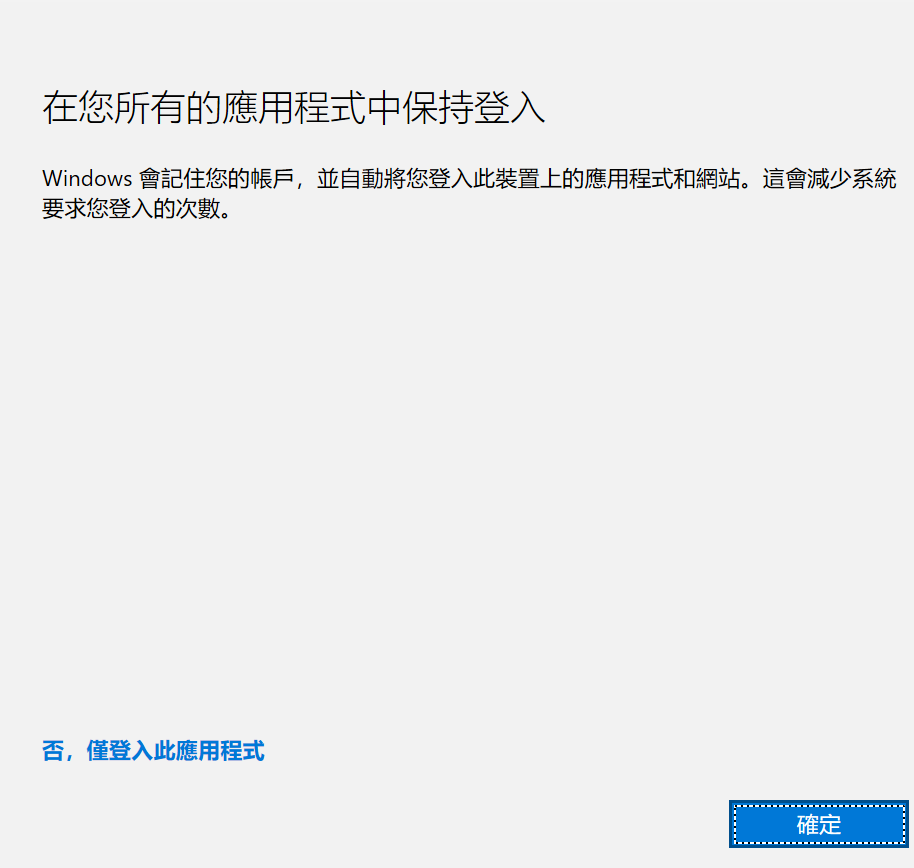 在您所有的應用程式中保持登入
Windows 會記住您的帳戶，並自動將您登入此裝置上的應用程式和網站。這會減少系統
要求您登入的次數。
否，僅登入此應用程式
確定